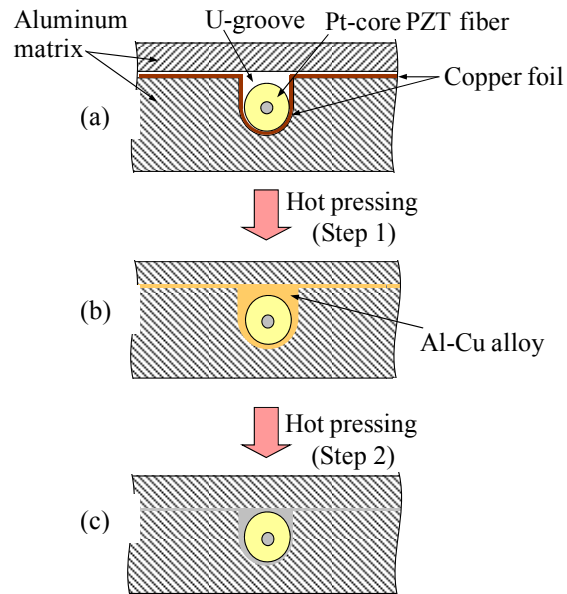 Aluminum
matrix
U-groove
Pt-core PZT fiber
Copper foil
(a)
Hot pressing
(Step 1)
(b)
Al-Cu alloy
Hot pressing
(Step 2)
(c)